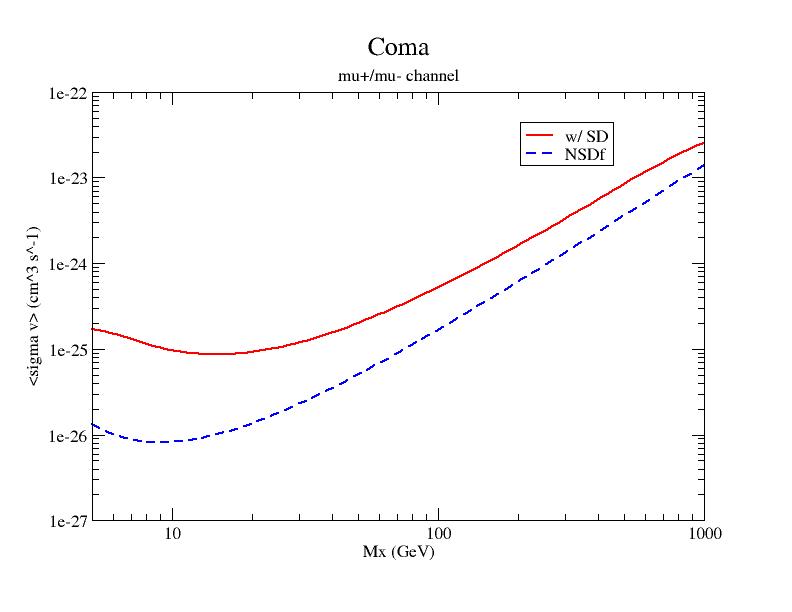 Coma
mu+/mu- channel
1e-22
w/ SD
NSDf
1e-23
1e-24
<sigma v> (cm^3 s^-1)
1e-25
1e-26
1e-27
10
100
1000
Mx (GeV)